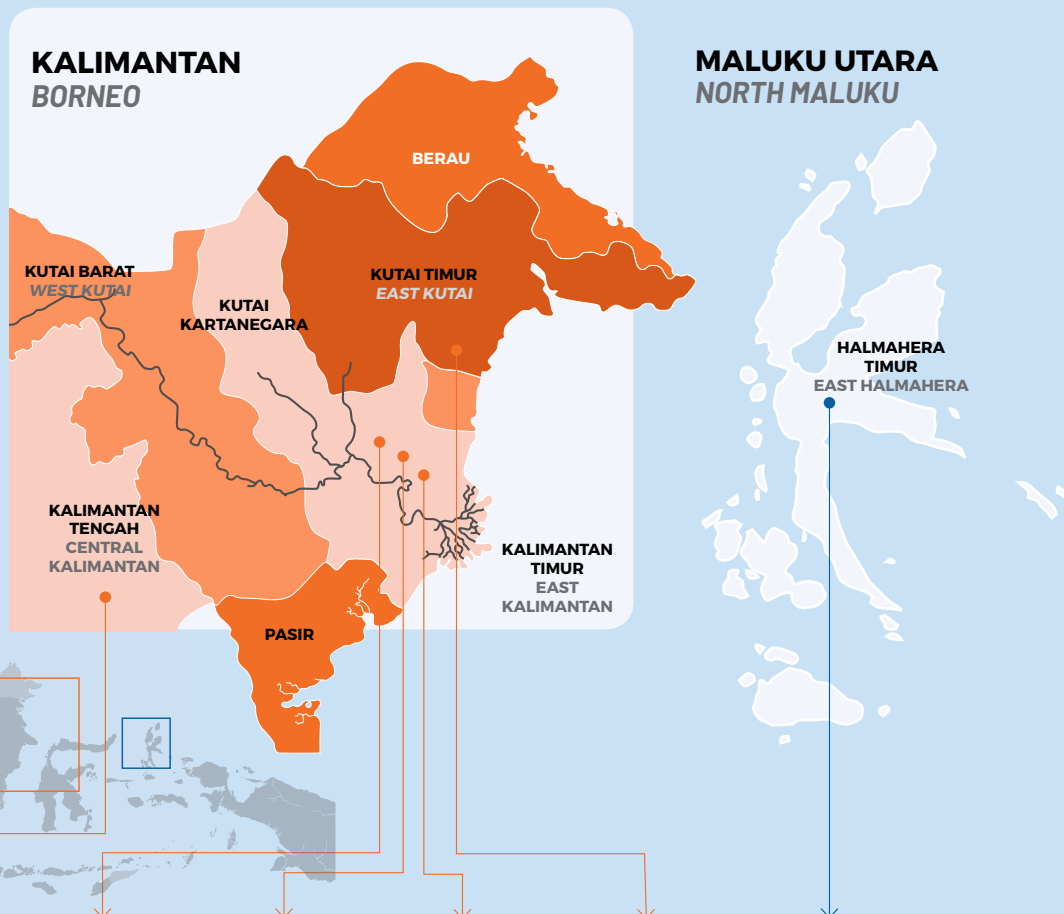 KALIMANTAN
BORNEO
MALUKU UTARA
NORTH MALUKU
BERAU
KUTAI BARAT
WEST KUTAI
KUTAI
KARTANEGARA
KUTAI TIMUR
EAST KUTAI
HALMAHERA
TIMUR
EAST HALMAHERA
KALIMANTAN
TENGAH
CENTRAL
KALIMANTAN
KALIMANTAN
TIMUR
EAST
KALIMANTAN
PASIR